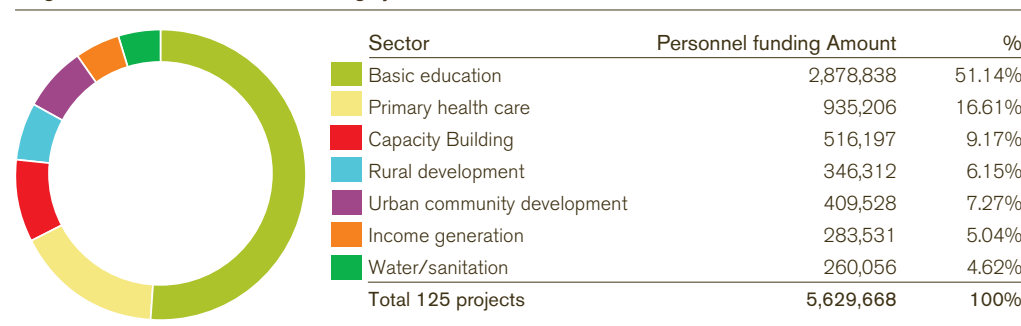 Sector Personnel funding Amount %
Basic education 2,878,838 51.14%
Primary health care 935,206 16.61%
Capacity Building 516,197 9.17%
Rural development 346,312 6.15%
Urban community development 409,528 7.27%
Income generation 283,531 5.04%
Water/sanitation 260,056 4.62%
Total 125 projects 5,629,668 100%